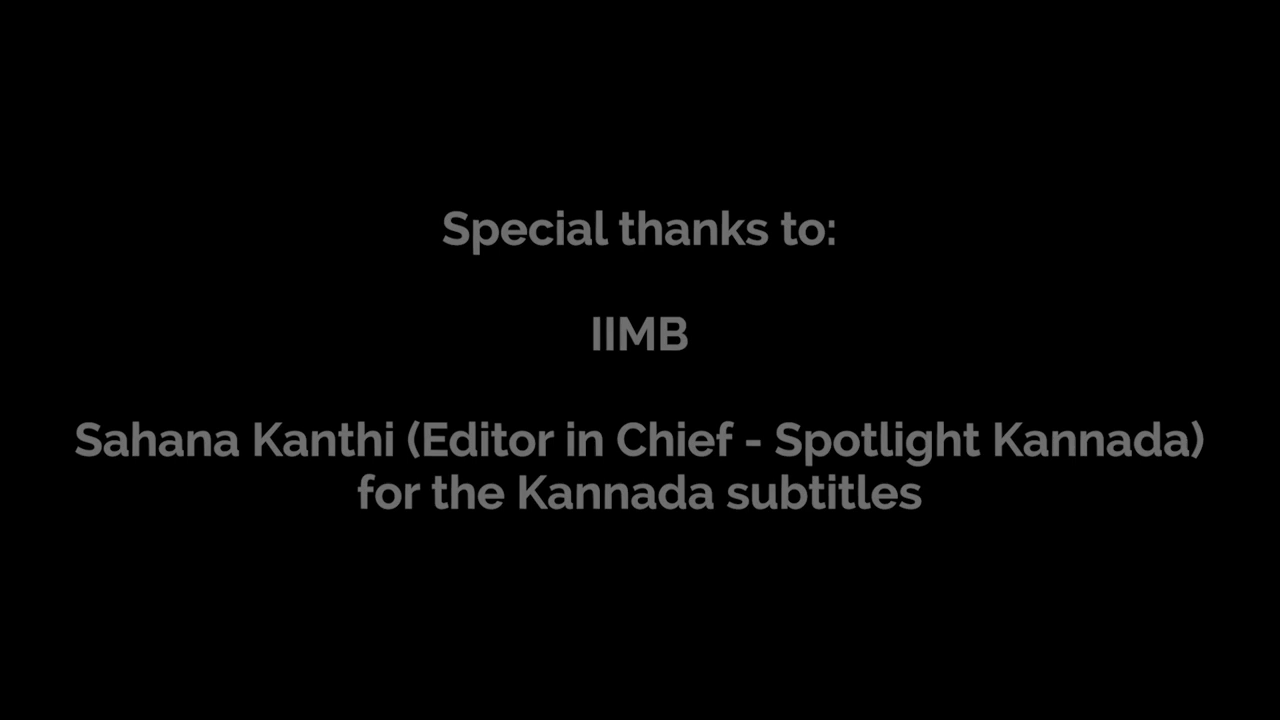 Special thanks to:
IIMB
Sahana Kanthi (Editor in Chief - Spotlight Kannada)
for the Kannada subtitles